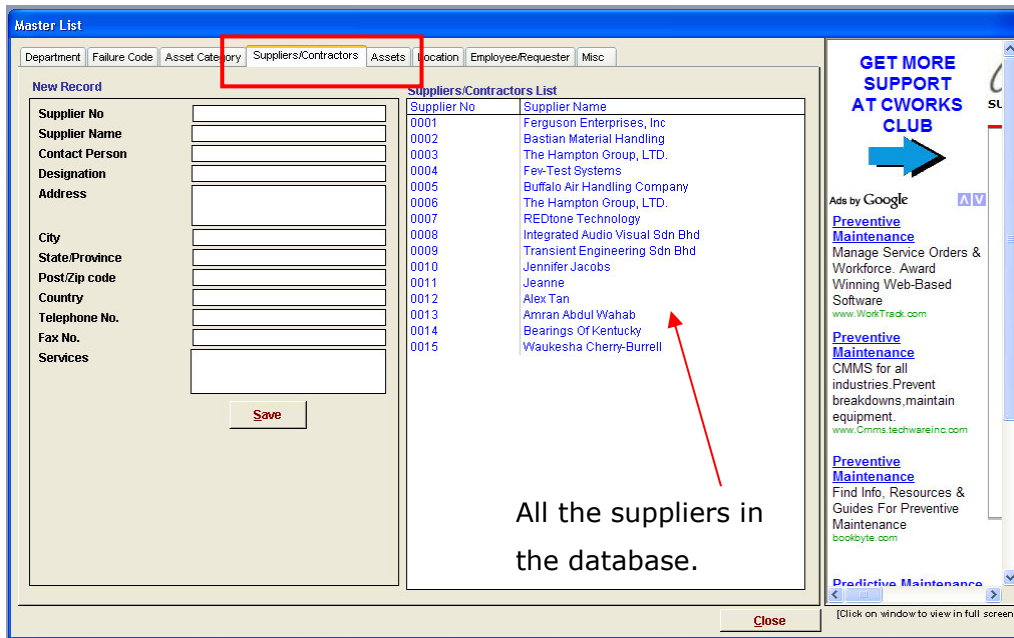 Master List
Department Failure Code Asset Category Suppliers/Contractors Assets Location Employee/Requester Misc
New Record
Supplier No
Supplier Name
Contact Person
Designation
Address
City
State/Province
Post/Zip code
Country
Telephone No.
Fax No.
Services
Save
Suppliers/Contractors List
Supplier No Supplier Name
0001 Ferguson Enterprises, Inc
0002 Bastian Material Handling
0003 The Hampton Group, LTD.
0004 Fev-Test Systems
0005 Buffalo Air Handling Company
0006 The Hampton Group, LTD.
0007 REDtone Technology
0008 Integrated Audio Visual Sdn Bhd
0009 Transient Engineering Sdn Bhd
0010 Jennifer Jacobs
0011 Jeanne
0012 Alex Tan
0013 Amran Abdul Wahab
0014 Bearings Of Kentucky
0015 Waukesha Cherry-Burrell
All the suppliers in
the database.
Close
GET MORE
SUPPORT
AT CWORKS
CLUB
Ads by Google
Preventive
Maintenance
Manage Service Orders &
Workforce. Award
Winning Web-Based
Software
www.WorkTrack.com
Preventive
Maintenance
CMMS for all
industries.Prevent
breakdowns,maintain
equipment.
www.Cmms.techwareinc.com
Preventive
Maintenance
Find Info, Resources &
Guides For Preventive
Maintenance
bookbyte.com
Predictive Maintenance
[Click on window to view in full screen